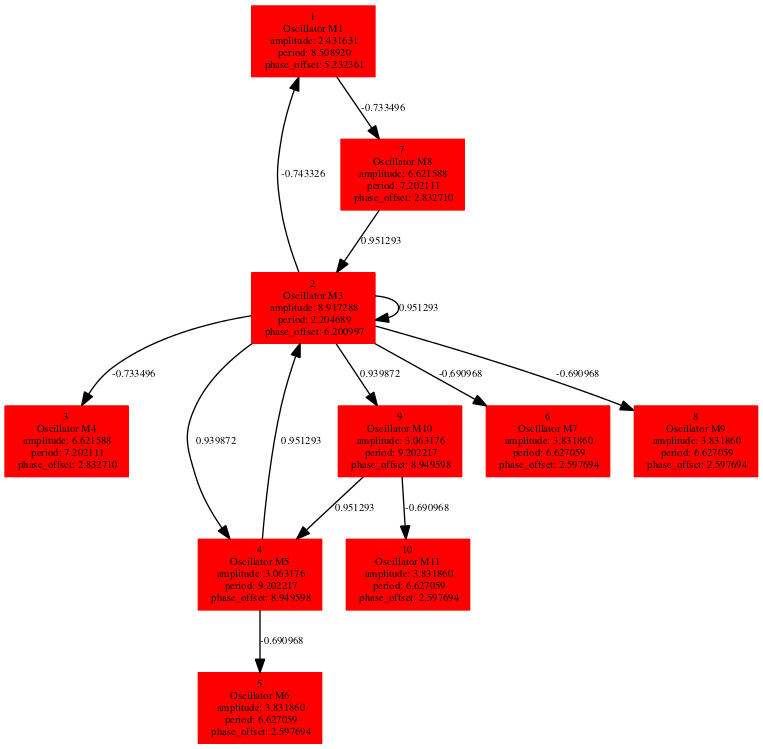 1
Oscillator M1
amplitude: 2.431631
period: 8.508920
phase_offset: 5.232361
-0.733496
7
Oscillator M8
amplitude: 6.621588
period: 7.202111
phase_offset: 2.832710
-0.743326
0.951293
2
Oscillator M3
amplitude: 8.917288
period: 2.204689
phase_offset: 6.200997
0.951293
-0.733496
0.939872
-0.690968
-0.690968
3
Oscillator M4
amplitude: 6.621588
period: 7.202111
phase_offset: 2.832710
0.939872
0.951293
9
Oscillator M10
amplitude: 3.063176
period: 9.202217
phase_offset: 8.949598
6
Oscillator M7
amplitude: 3.831860
period: 6.627059
phase_offset: 2.597694
8
Oscillator M9
amplitude: 3.831860
period: 6.627059
phase_offset: 2.597694
0.951293
-0.690968
4
Oscillator M5
amplitude: 3.063176
period: 9.202217
phase_offset: 8.949598
10
Oscillator M11
amplitude: 3.831860
period: 6.627059
phase_offset: 2.597694
-0.690968
5
Oscillator M6
amplitude: 3.831860
period: 6.627059
phase_offset: 2.597694